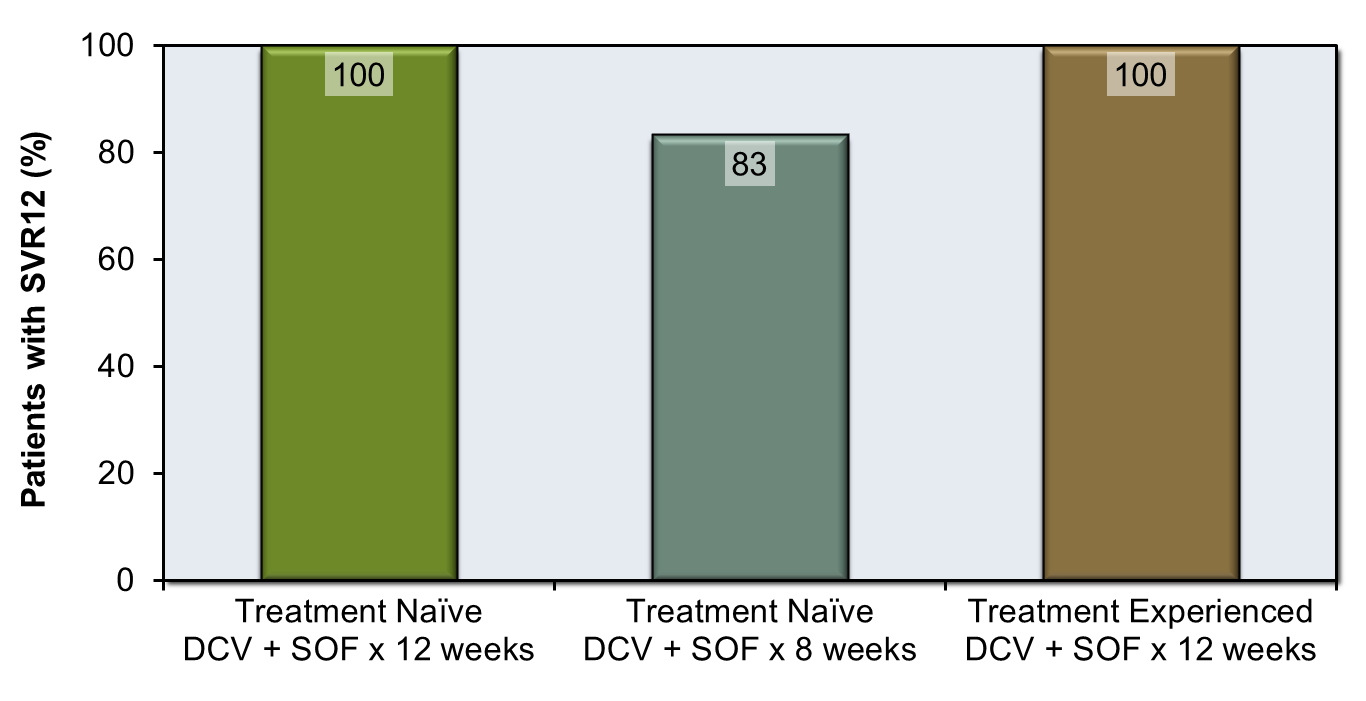 Patients with SVR12 (%)
100
80
60
40
20
0
100
83
100
Treatment Naïve
DCV + SOF x 12 weeks
Treatment Naïve
DCV + SOF x 8 weeks
Treatment Experienced
DCV + SOF x 12 weeks